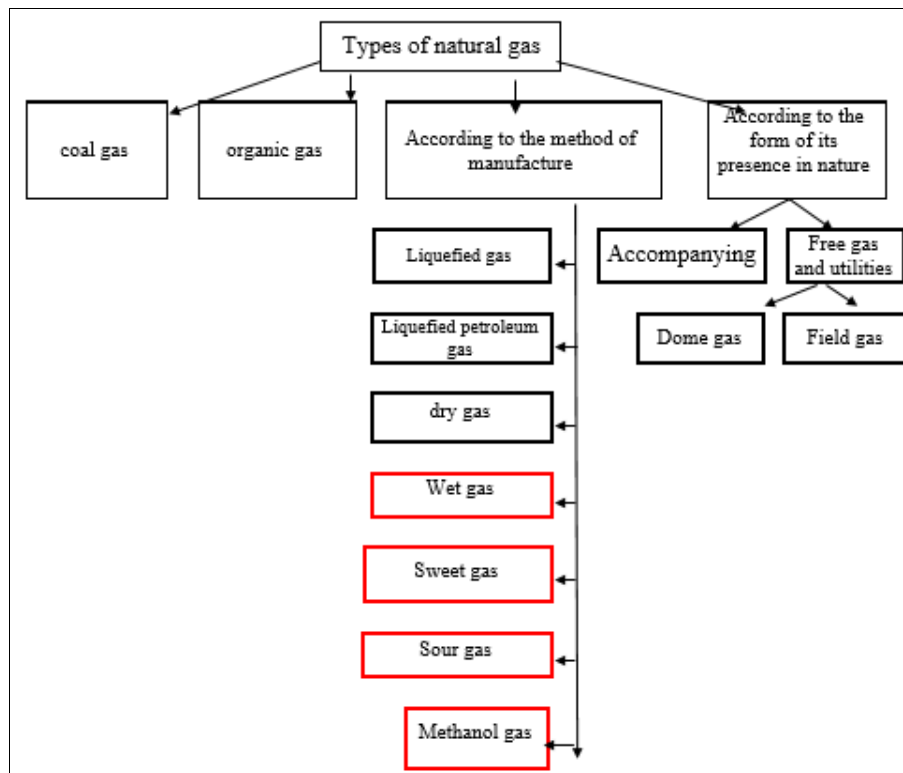 Types of natural gas
coal gas
organic gas
According to the method of
manufacture
According to the
form of its
presence in nature
Liquefied gas
Liquefied petroleum
gas
dry gas
Wet gas
Sweet gas
Sour gas
Methanol gas
Accompanying
Free gas
and utilities
Dome gas
Field gas